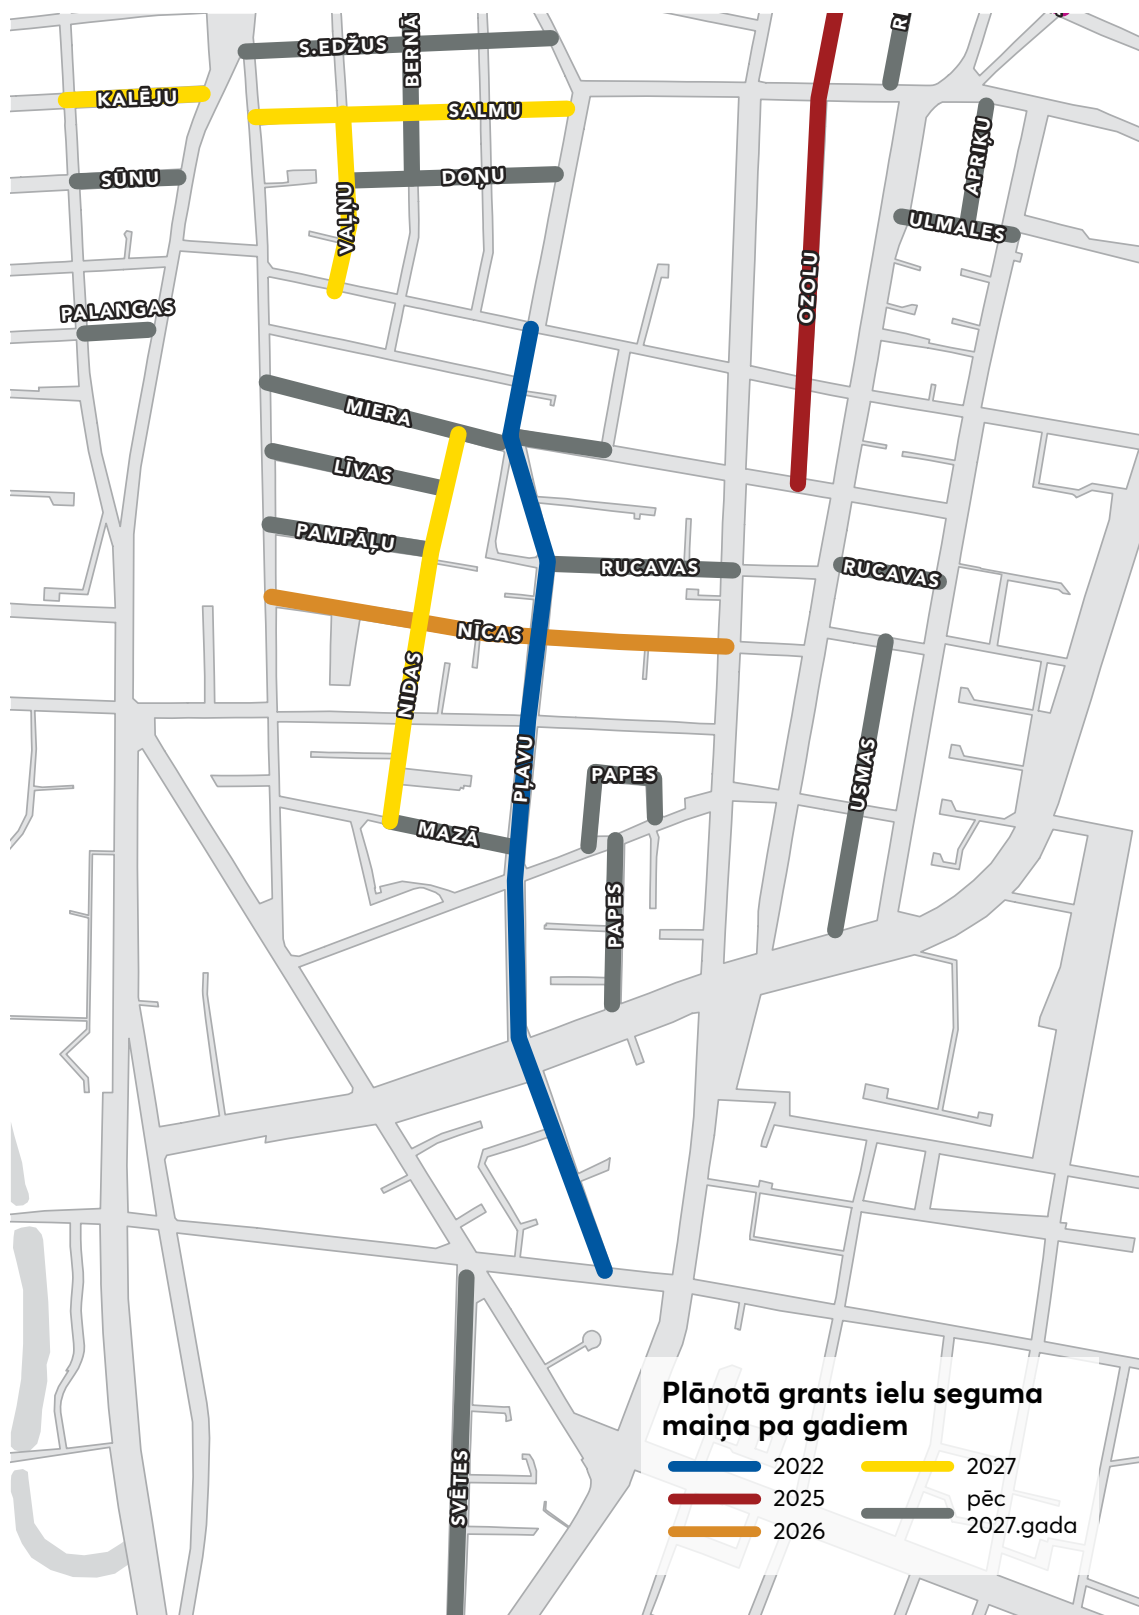 S.EDŽUS
BERNĀ
R
KALĒJU
SALMU
APRIĶU
SŪNU
DOŅU
VAĻŅU
ULMALES
OZOLU
PALANGAS
MIERA
LĪVAS
PAMPĀĻU
RUCAVAS
RUCAVAS
NĪCAS
NIDAS
PĻAVU
PAPES
USMAS
MAZĀ
PAPES
SVĒTES
Plānotā grants ielu seguma
maiņa pa gadiem
2022
2025
2026
2027
pēc
2027.gada